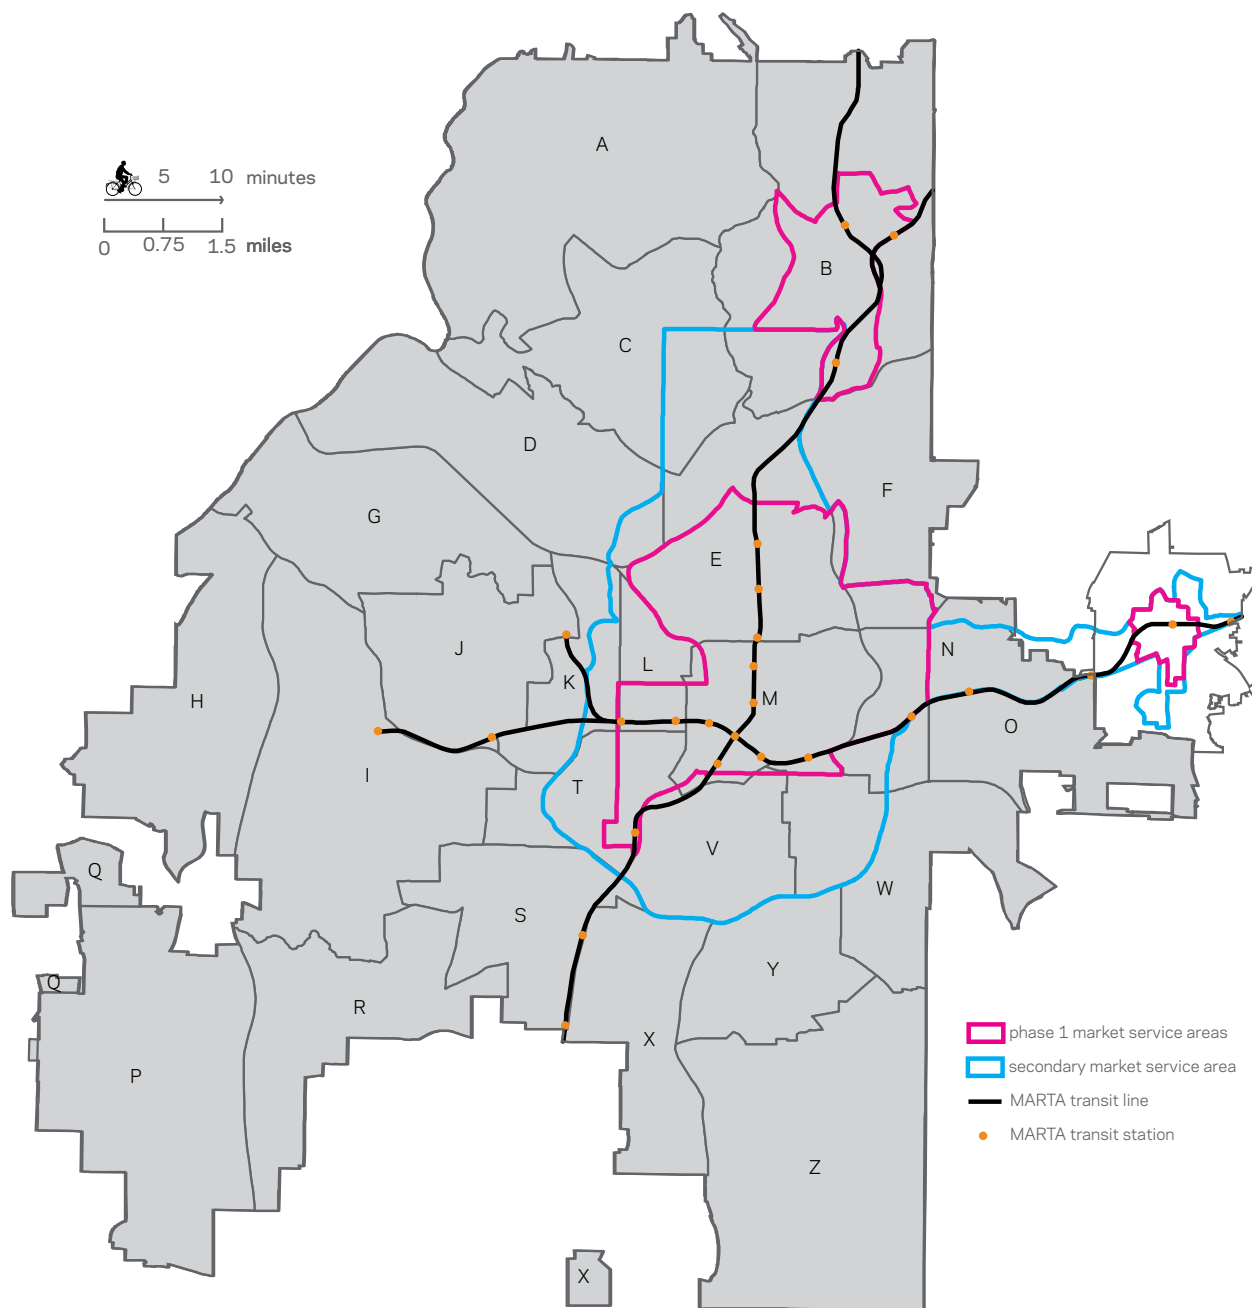 A
5 10 minutes
0 0.75 1.5 miles
B
C
D
F
G
E
J
N
L
K
M
H
O
I
T
V
Q
W
S
Y
Q
R
X
P
Z
X
phase 1 market service areas
secondary market service area
MARTA transit line
MARTA transit station